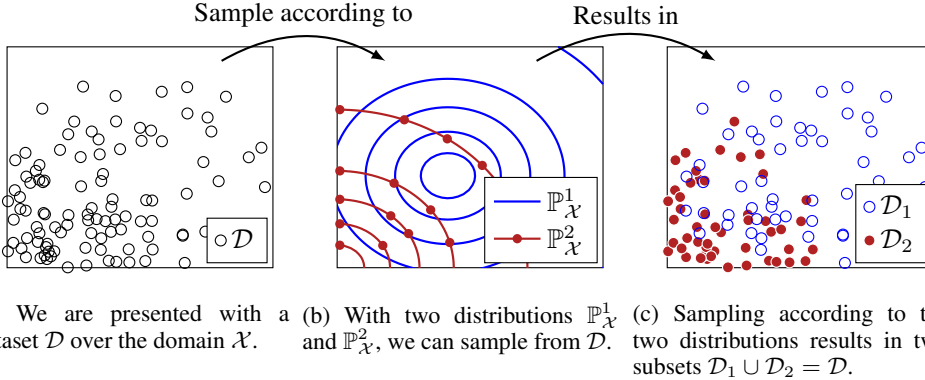 Sample according to
Results in
𝒟
ℙ¹_𝒳
ℙ²_𝒳
𝒟₁
𝒟₂
We are presented with a
taset 𝒟 over the domain 𝒳.
(b) With two distributions ℙ¹_𝒳
and ℙ²_𝒳, we can sample from 𝒟.
(c) Sampling according to t
two distributions results in tw
subsets 𝒟₁ ∪ 𝒟₂ = 𝒟.